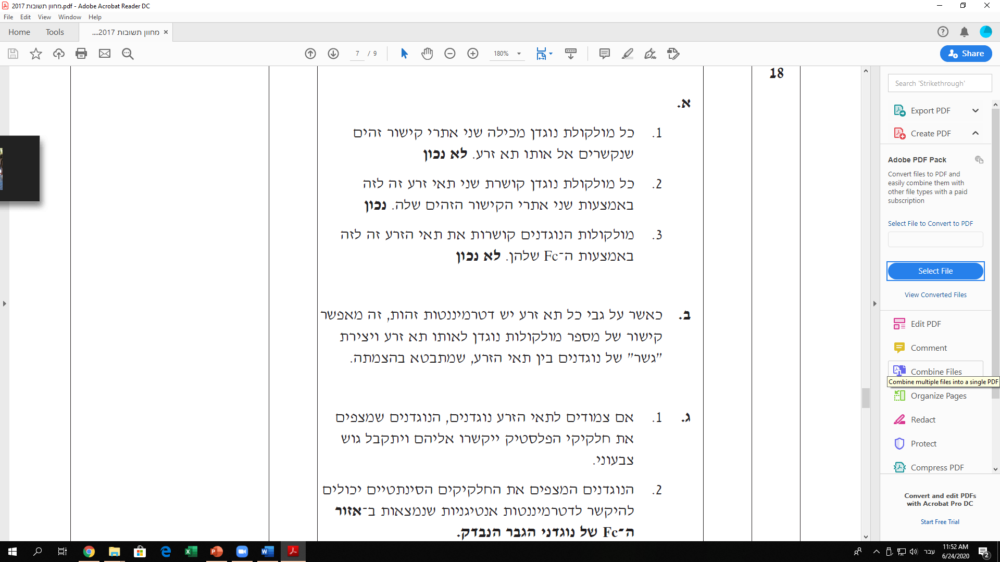 מחוון תשובות 2017.pdf - Adobe Acrobat Reader DC
File Edit View Window Help
Home Tools מחוון תשובות 2017.... ×
7 / 9 180% Share
18
א.
1. כל מולקולת נוגדן מכילה שני אתרי קישור זהים
שנקשרים אל אותו תא זרע. לא נכון
2. כל מולקולת נוגדן קושרת שני תאי זרע זה לזה
באמצעות שני אתרי הקישור הזהים שלה. נכון
3. מולקולות הנוגדנים קושרות את תאי הזרע זה לזה
באמצעות ה־Fc שלהן. לא נכון
ב. כאשר על גבי כל תא זרע יש דטרמיננטות זהות, זה מאפשר
קישור של מספר מולקולות נוגדן לאותו תא זרע ויצירת
"גשר" של נוגדנים בין תאי הזרע, שמתבטא בהצמתה.
ג. 1. אם צמודים לתאי הזרע נוגדנים, הנוגדנים שמצפים
את חלקיקי הפלסטיק ייקשרו אליהם ויתקבל גוש
צבעוני.
2. הנוגדנים המצפים את החלקיקים הסינתטיים יכולים
להיקשר לדטרמיננטות אנטיגניות שנמצאות ב־אזור
ה־Fc של נוגדני הגבר הנבדק.
Search 'Strikethrough'
Export PDF
Create PDF
Adobe PDF Pack
Convert files to PDF and
easily combine them with
other file types with a paid
subscription
Select File to Convert to PDF
Select File
View Converted Files
Edit PDF
Comment
Combine Files
Combine multiple files into a single PDF
Organize Pages
Redact
Protect
Compress PDF
Convert and edit PDFs
with Acrobat Pro DC
Start Free Trial
עבר 11:52 AM
6/24/2020
2